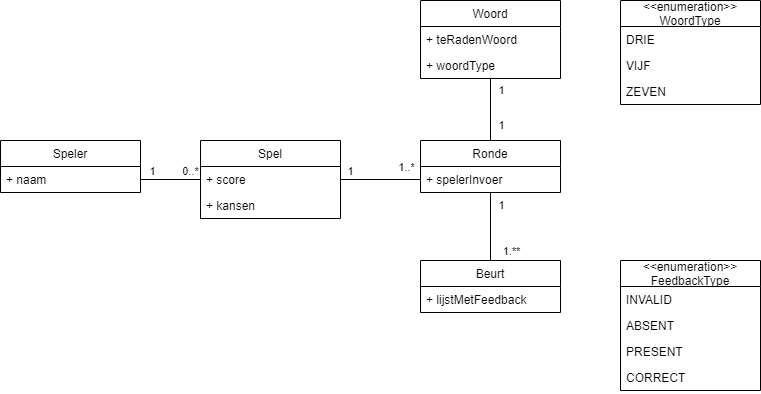 Woord
+ teRadenWoord
+ woordType
<<enumeration>>
WoordType
DRIE
VIJF
ZEVEN
1
1
Speler
+ naam
1
0..*
Spel
+ score
+ kansen
1
1..*
Ronde
+ spelerInvoer
1
1.**
Beurt
+ lijstMetFeedback
<<enumeration>>
FeedbackType
INVALID
ABSENT
PRESENT
CORRECT